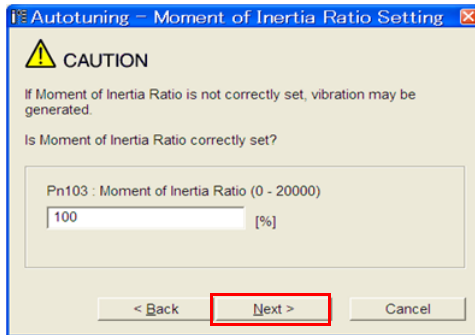 Autotuning - Moment of Inertia Ratio Setting
CAUTION
If Moment of Inertia Ratio is not correctly set, vibration may be
generated.
Is Moment of Inertia Ratio correctly set?
Pn103 : Moment of Inertia Ratio (0 - 20000)
100 [%]
< Back Next > Cancel